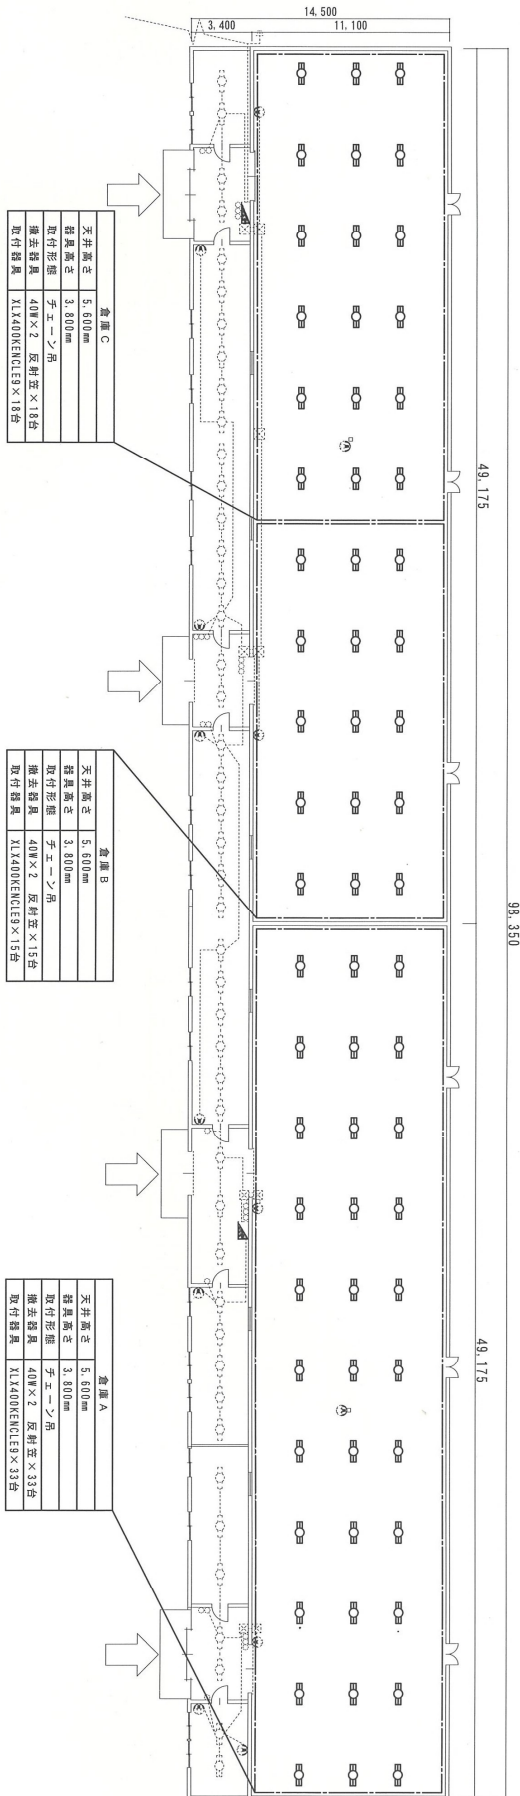 14,500
3,400
11,100
49,175
98,350
49,175
倉庫C
天井高さ 5,600mm
器具高さ 3,800mm
取付形態 チェーン吊
撤去器具 40W×2 反射笠×18台
取付器具 XLX400KENCLE9×18台
倉庫B
天井高さ 5,600mm
器具高さ 3,800mm
取付形態 チェーン吊
撤去器具 40W×2 反射笠×15台
取付器具 XLX400KENCLE9×15台
倉庫A
天井高さ 5,600mm
器具高さ 3,800mm
取付形態 チェーン吊
撤去器具 40W×2 反射笠×33台
取付器具 XLX400KENCLE9×33台